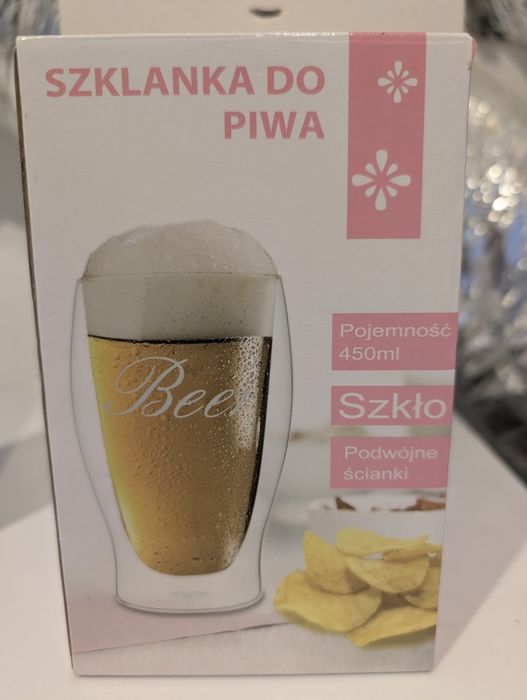 SZKLANKA DO
PIWA
Pojemność
450ml
Szkło
Podwójne
ścianki
Beer